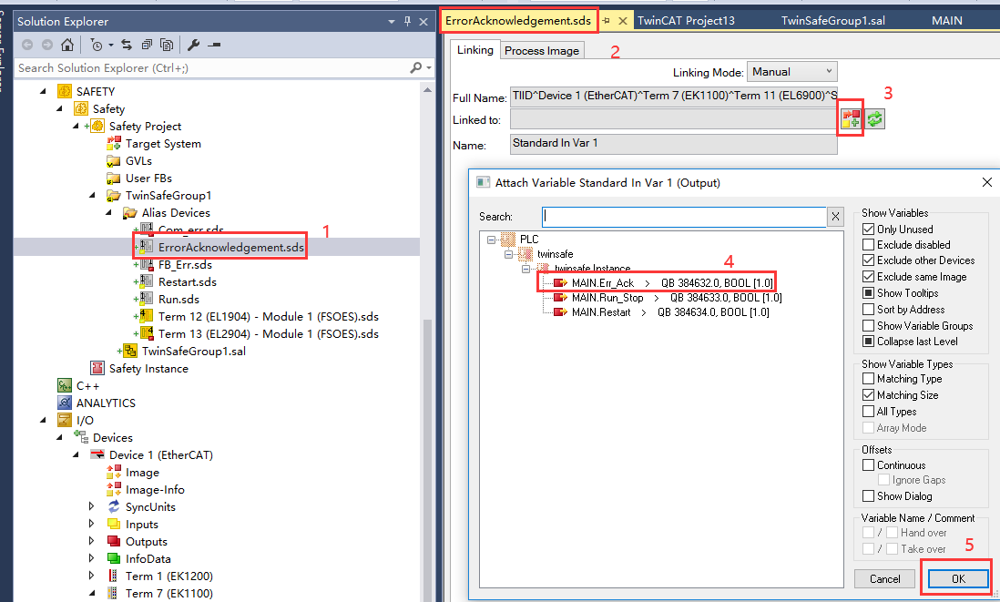 Solution Explorer
Search Solution Explorer (Ctrl+;)
SAFETY
Safety
Safety Project
Target System
GVLs
User FBs
TwinSafeGroup1
Alias Devices
Com_err.sds
1
ErrorAcknowledgement.sds
FB_Err.sds
Restart.sds
Run.sds
Term 12 (EL1904) - Module 1 (FSOES).sds
Term 13 (EL2904) - Module 1 (FSOES).sds
TwinSafeGroup1.sal
Safety Instance
C++
ANALYTICS
I/O
Devices
Device 1 (EtherCAT)
Image
Image-Info
SyncUnits
Inputs
Outputs
InfoData
Term 1 (EK1200)
Term 7 (EK1100)
ErrorAcknowledgement.sds
TwinCAT Project13
TwinSafeGroup1.sal
MAIN
Linking
Process Image
2
Linking Mode:
Manual
3
Full Name:
TIID^Device 1 (EtherCAT)^Term 7 (EK1100)^Term 11 (EL6900)^S
Linked to:
Name:
Standard In Var 1
Attach Variable Standard In Var 1 (Output)
Search:
X
PLC
twinsafe
twinsafe Instance
4
MAIN.Err_Ack > QB 384632.0, BOOL [1.0]
MAIN.Run_Stop > QB 384633.0, BOOL [1.0]
MAIN.Restart > QB 384634.0, BOOL [1.0]
Show Variables
Only Unused
Exclude disabled
Exclude other Devices
Exclude same Image
Show Tooltips
Sort by Address
Show Variable Groups
Collapse last Level
Show Variable Types
Matching Type
Matching Size
All Types
Array Mode
Offsets
Continuous
Ignore Gaps
Show Dialog
Variable Name / Comment
/ Hand over
/ Take over
5
Cancel
OK